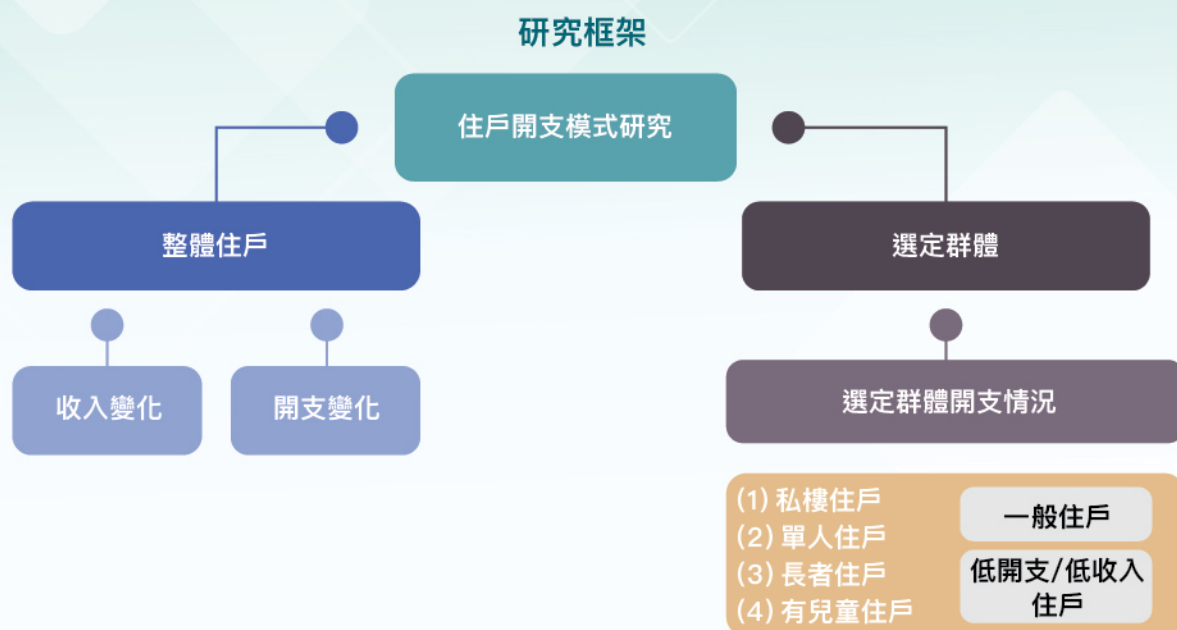 研究框架
住戶開支模式研究
整體住戶
選定群體
收入變化
開支變化
選定群體開支情況
(1) 私樓住戶
(2) 單人住戶
(3) 長者住戶
(4) 有兒童住戶
一般住戶
低開支/低收入
住戶